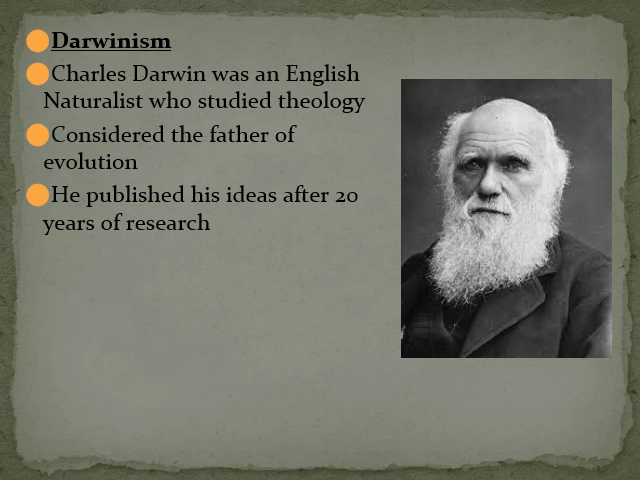 Darwinism
Charles Darwin was an English
Naturalist who studied theology
Considered the father of
evolution
He published his ideas after 20
years of research